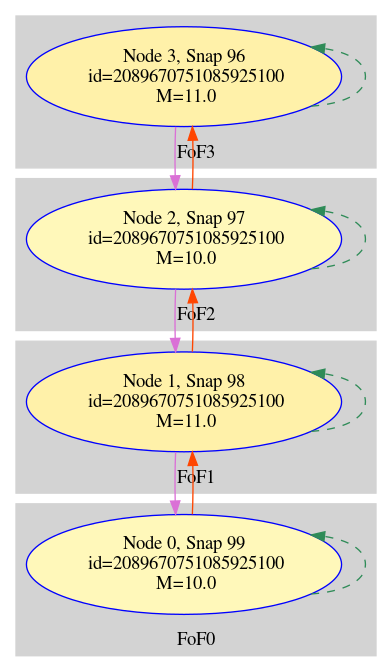 Node 3, Snap 96
id=2089670751085925100
M=11.0
FoF3
Node 2, Snap 97
id=2089670751085925100
M=10.0
FoF2
Node 1, Snap 98
id=2089670751085925100
M=11.0
FoF1
Node 0, Snap 99
id=2089670751085925100
M=10.0
FoF0